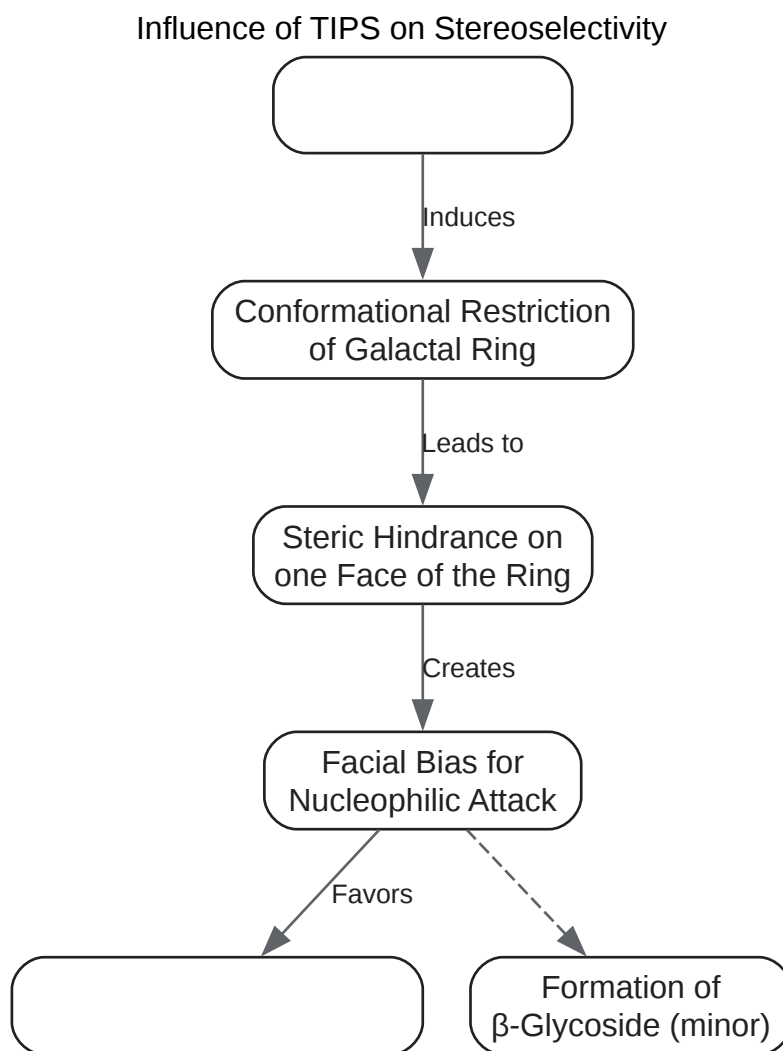 Influence of TIPS on Stereoselectivity
Induces
Conformational Restriction
of Galactal Ring
Leads to
Steric Hindrance on
one Face of the Ring
Creates
Facial Bias for
Nucleophilic Attack
Favors
Formation of
β-Glycoside (minor)